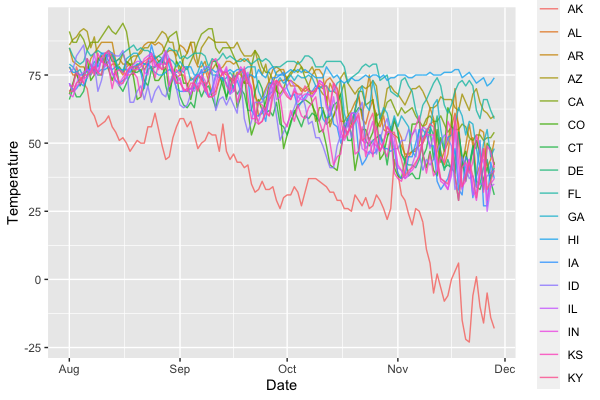 Temperature
75
50
25
0
-25
Aug
Sep
Oct
Nov
Dec
Date
AK
AL
AR
AZ
CA
CO
CT
DE
FL
GA
HI
IA
ID
IL
IN
KS
KY